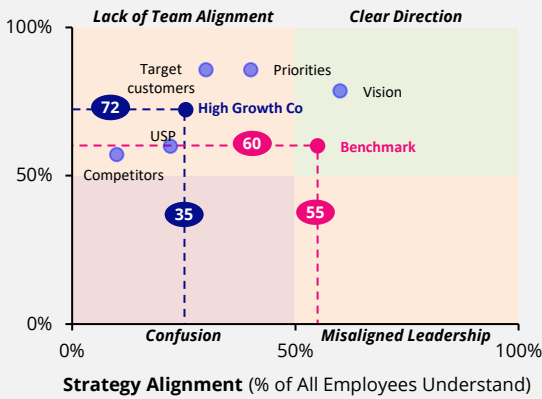 Lack of Team Alignment
Clear Direction
100%
Target
customers
Priorities
Vision
72
High Growth Co
USP
60
Benchmark
Competitors
50%
35
55
0%
Confusion
Misaligned Leadership
0%
50%
100%
Strategy Alignment (% of All Employees Understand)